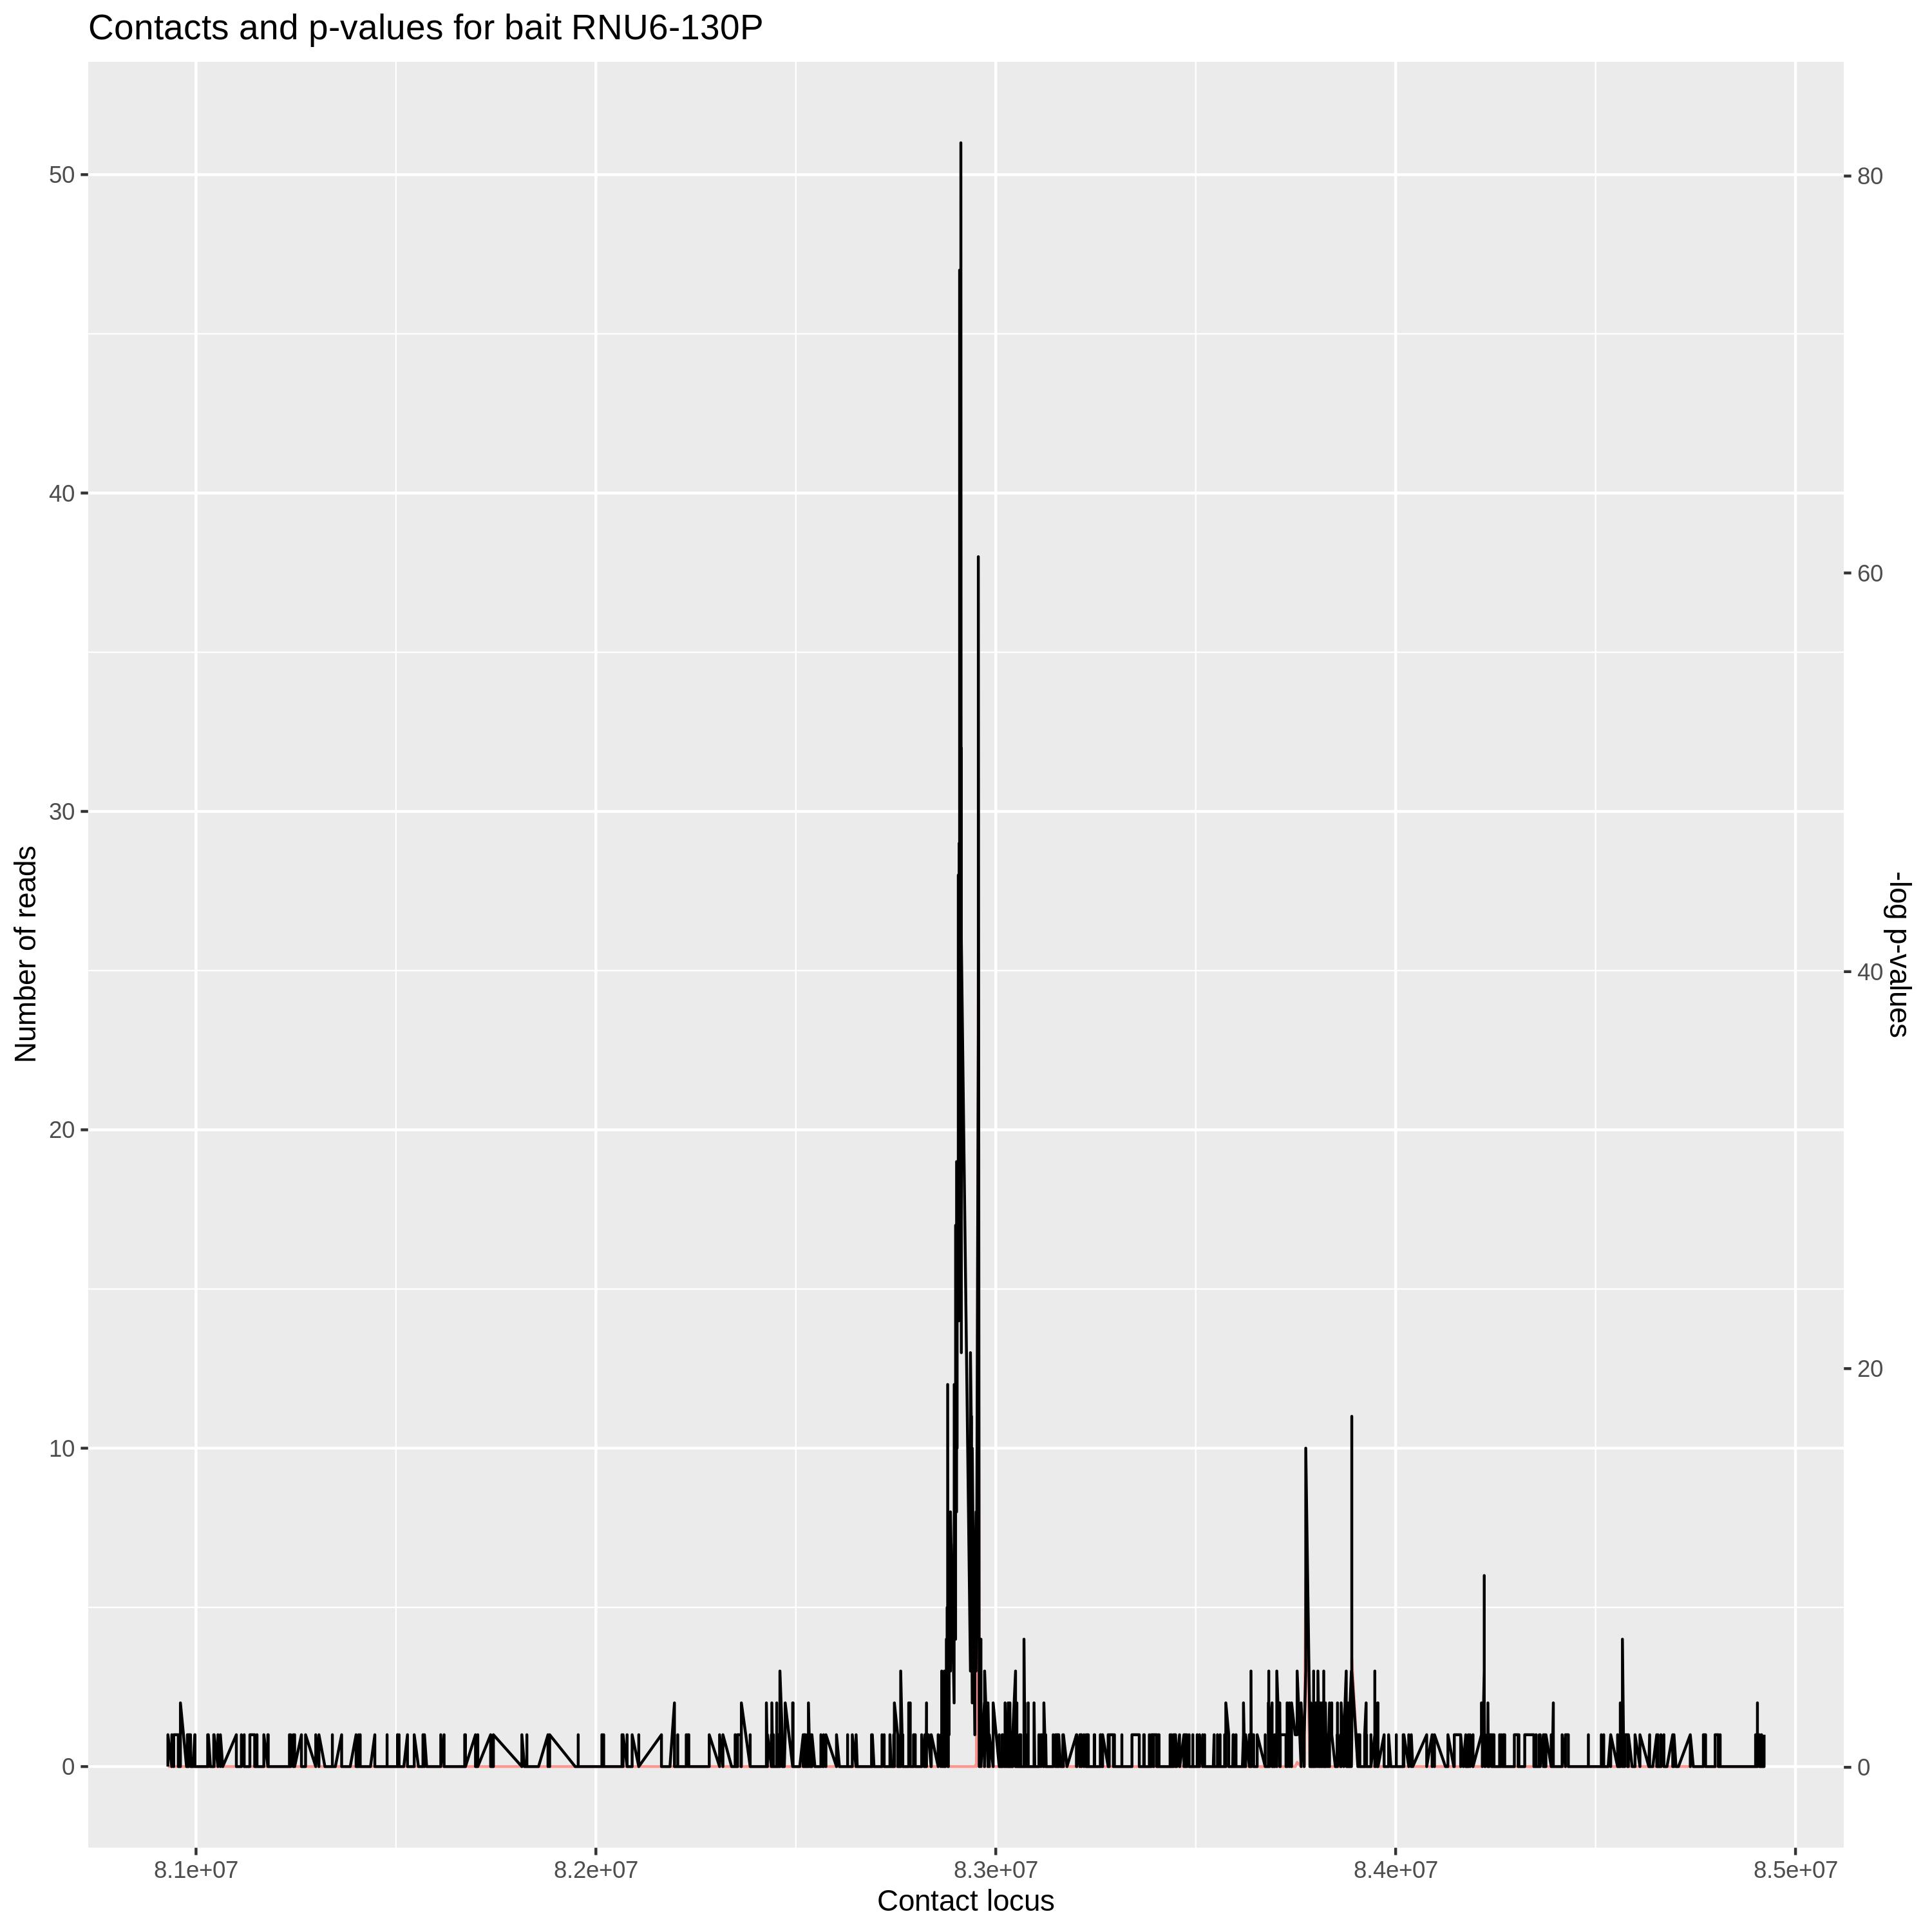 Contacts and p-values for bait RNU6-130P
50
40
30
20
10
0
Number of reads
80
60
40
20
0
-log p-values
8.1e+07
8.2e+07
8.3e+07
8.4e+07
8.5e+07
Contact locus